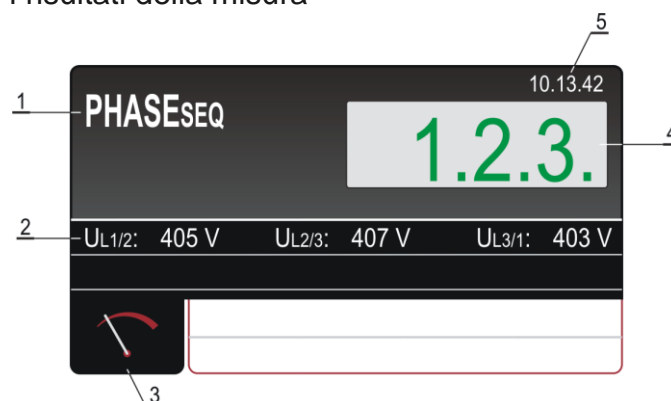 i risultati della misura
5
10.13.42
1
PHASESEQ
1.2.3.
4
2
UL1/2: 405 V UL2/3: 407 V UL3/1: 403 V
3